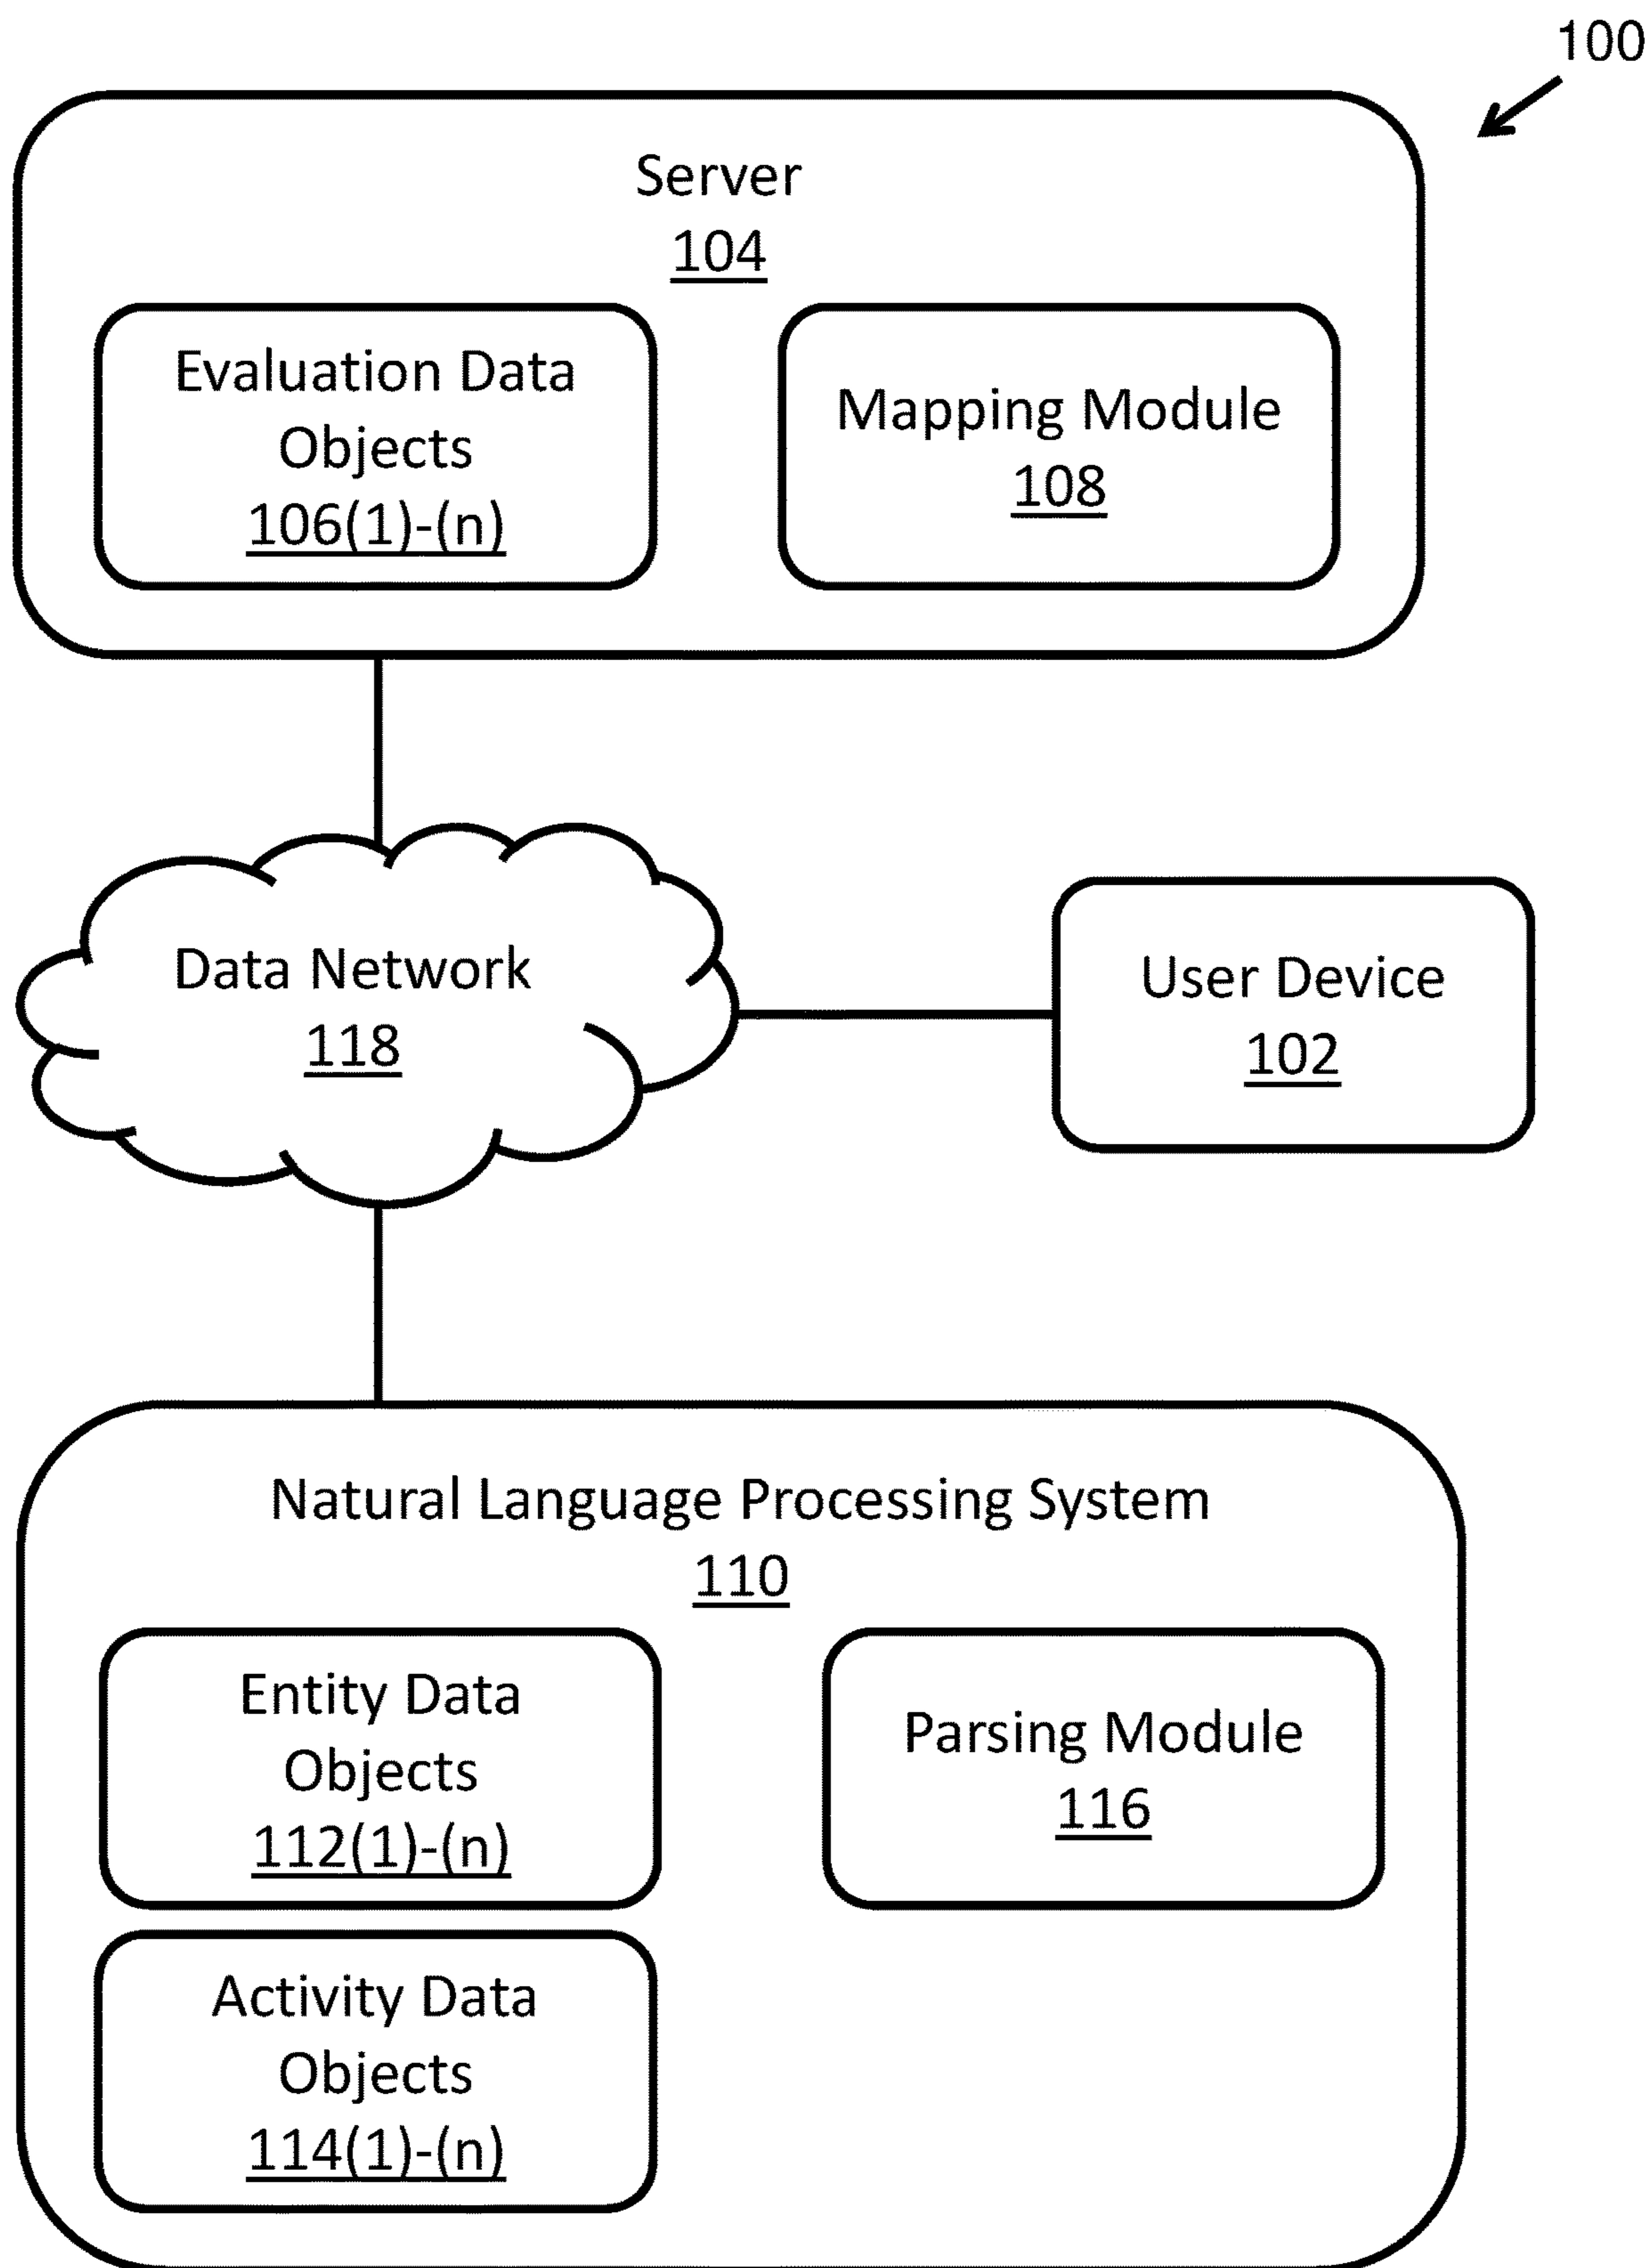 100
Server
104
Evaluation Data
Objects
106(1)-(n)
Mapping Module
108
Data Network
118
User Device
102
Natural Language Processing System
110
Entity Data
Objects
112(1)-(n)
Parsing Module
116
Activity Data
Objects
114(1)-(n)